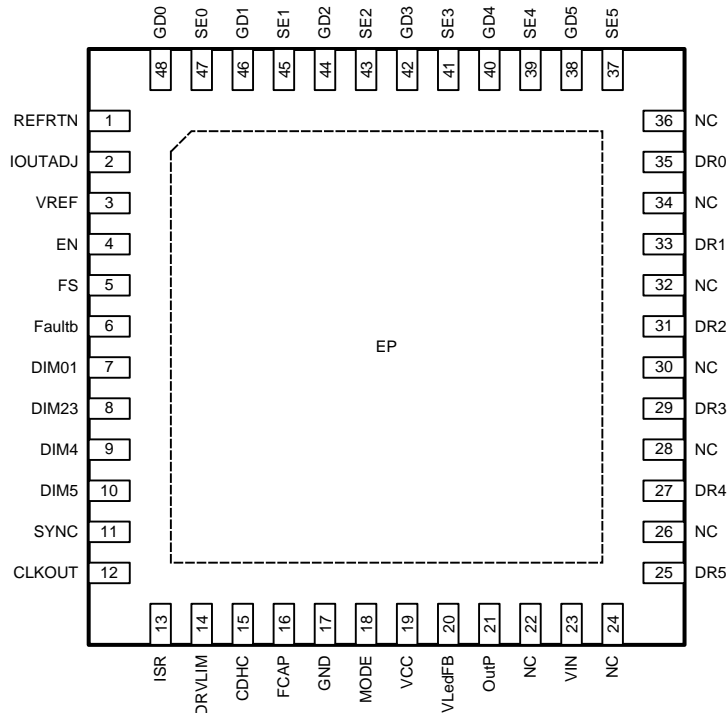 GD0 SE0 GD1 SE1 GD2 SE2 GD3 SE3 GD4 SE4 GD5 SE5
48 47 46 45 44 43 42 41 40 39 38 37
REFRTN 1 36 NC
IOUTADJ 2 35 DR0
VREF 3 34 NC
EN 4 33 DR1
FS 5 32 NC
Faultb 6 31 DR2
EP
DIM01 7 30 NC
DIM23 8 29 DR3
DIM4 9 28 NC
DIM5 10 27 DR4
SYNC 11 26 NC
CLKOUT 12 25 DR5
13 14 15 16 17 18 19 20 21 22 23 24
ISR DRVLIM CDHC FCAP GND MODE VCC VLedFB OutP NC VIN NC